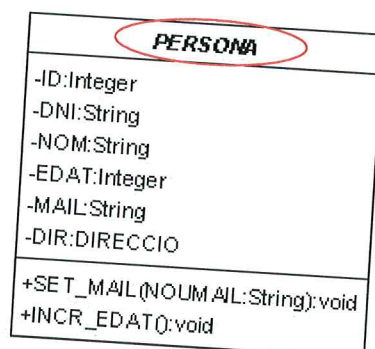 PERSONA
-ID:Integer
-DNI:String
-NOM:String
-EDAT:Integer
-MAIL:String
-DIR:DIRECCIO
+SET_MAIL(NOUMAIL:String):void
+INCR_EDAT():void